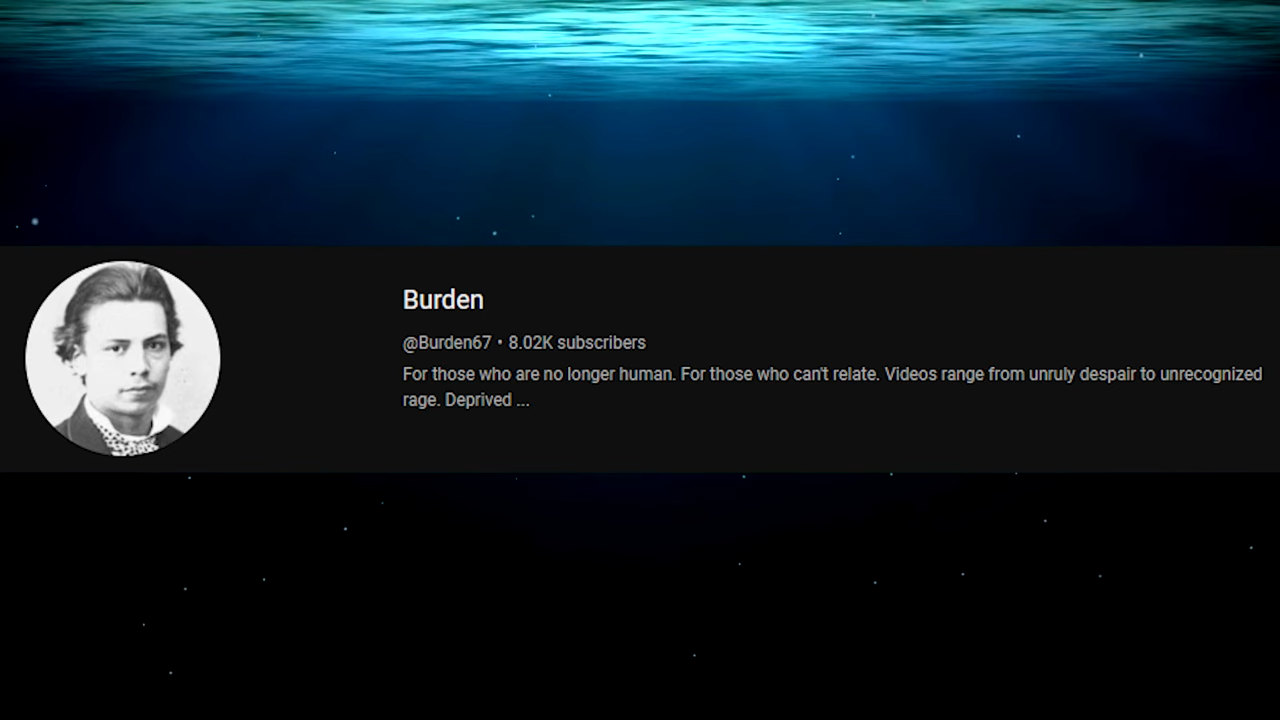 Burden
@Burden67 • 8.02K subscribers
For those who are no longer human. For those who can't relate. Videos range from unruly despair to unrecognized
rage. Deprived ...